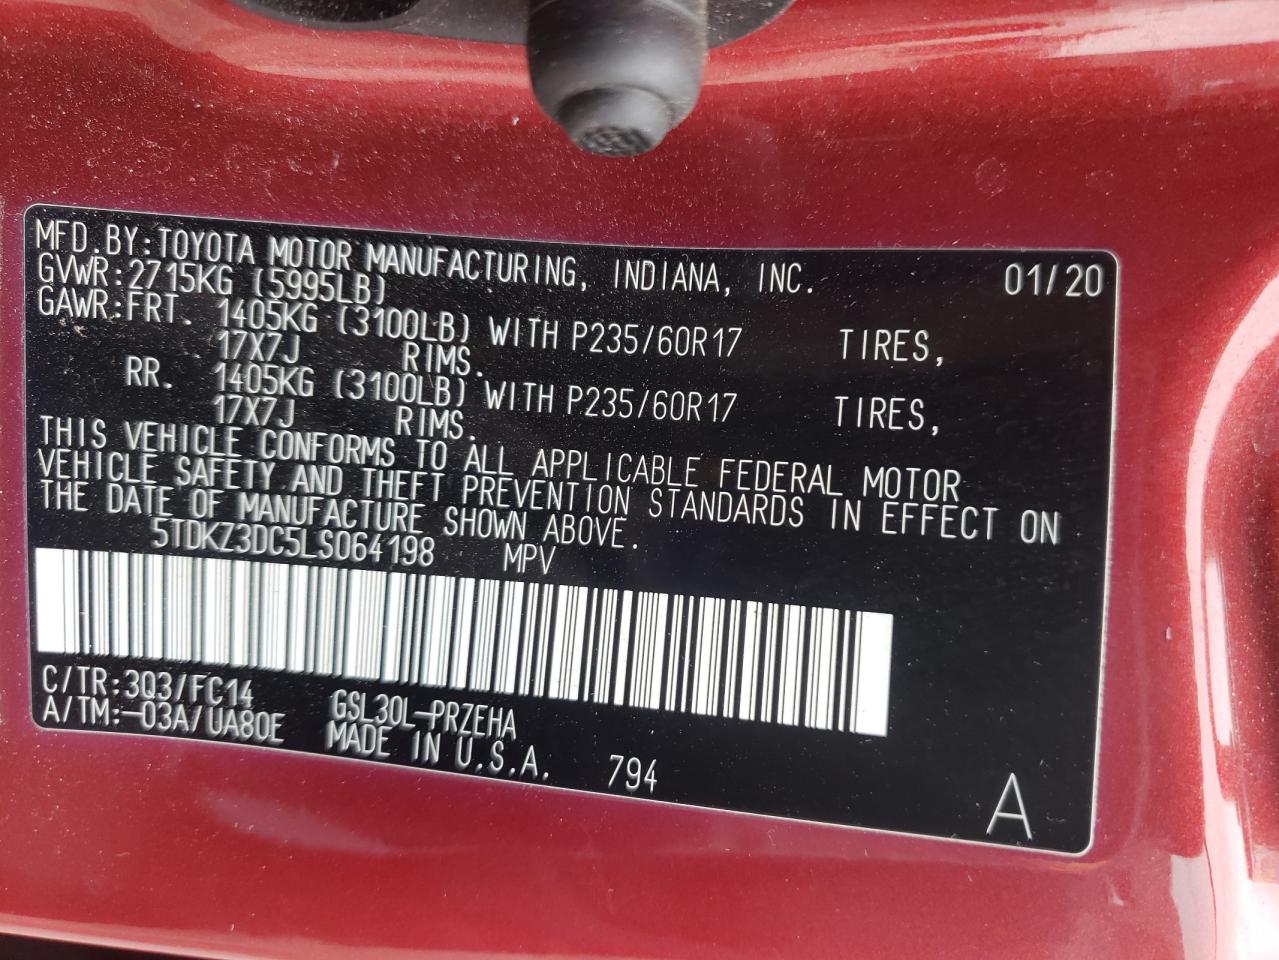 MFD.BY:TOYOTA MOTOR MANUFACTURING, INDIANA, INC. 01/20
GVWR:2715KG (5995LB)
GAWR:FRT. 1405KG (3100LB) WITH P235/60R17 TIRES,
17X7J RIMS.
RR. 1405KG (3100LB) WITH P235/60R17 TIRES,
17X7J RIMS.
THIS VEHICLE CONFORMS TO ALL APPLICABLE FEDERAL MOTOR
VEHICLE SAFETY AND THEFT PREVENTION STANDARDS IN EFFECT ON
THE DATE OF MANUFACTURE SHOWN ABOVE.
5TDKZ3DC5LS064198 MPV
C/TR:3Q3/FC14 GSL30L-PRZEHA
A/TM:-03A/UA80E MADE IN U.S.A. 794
A